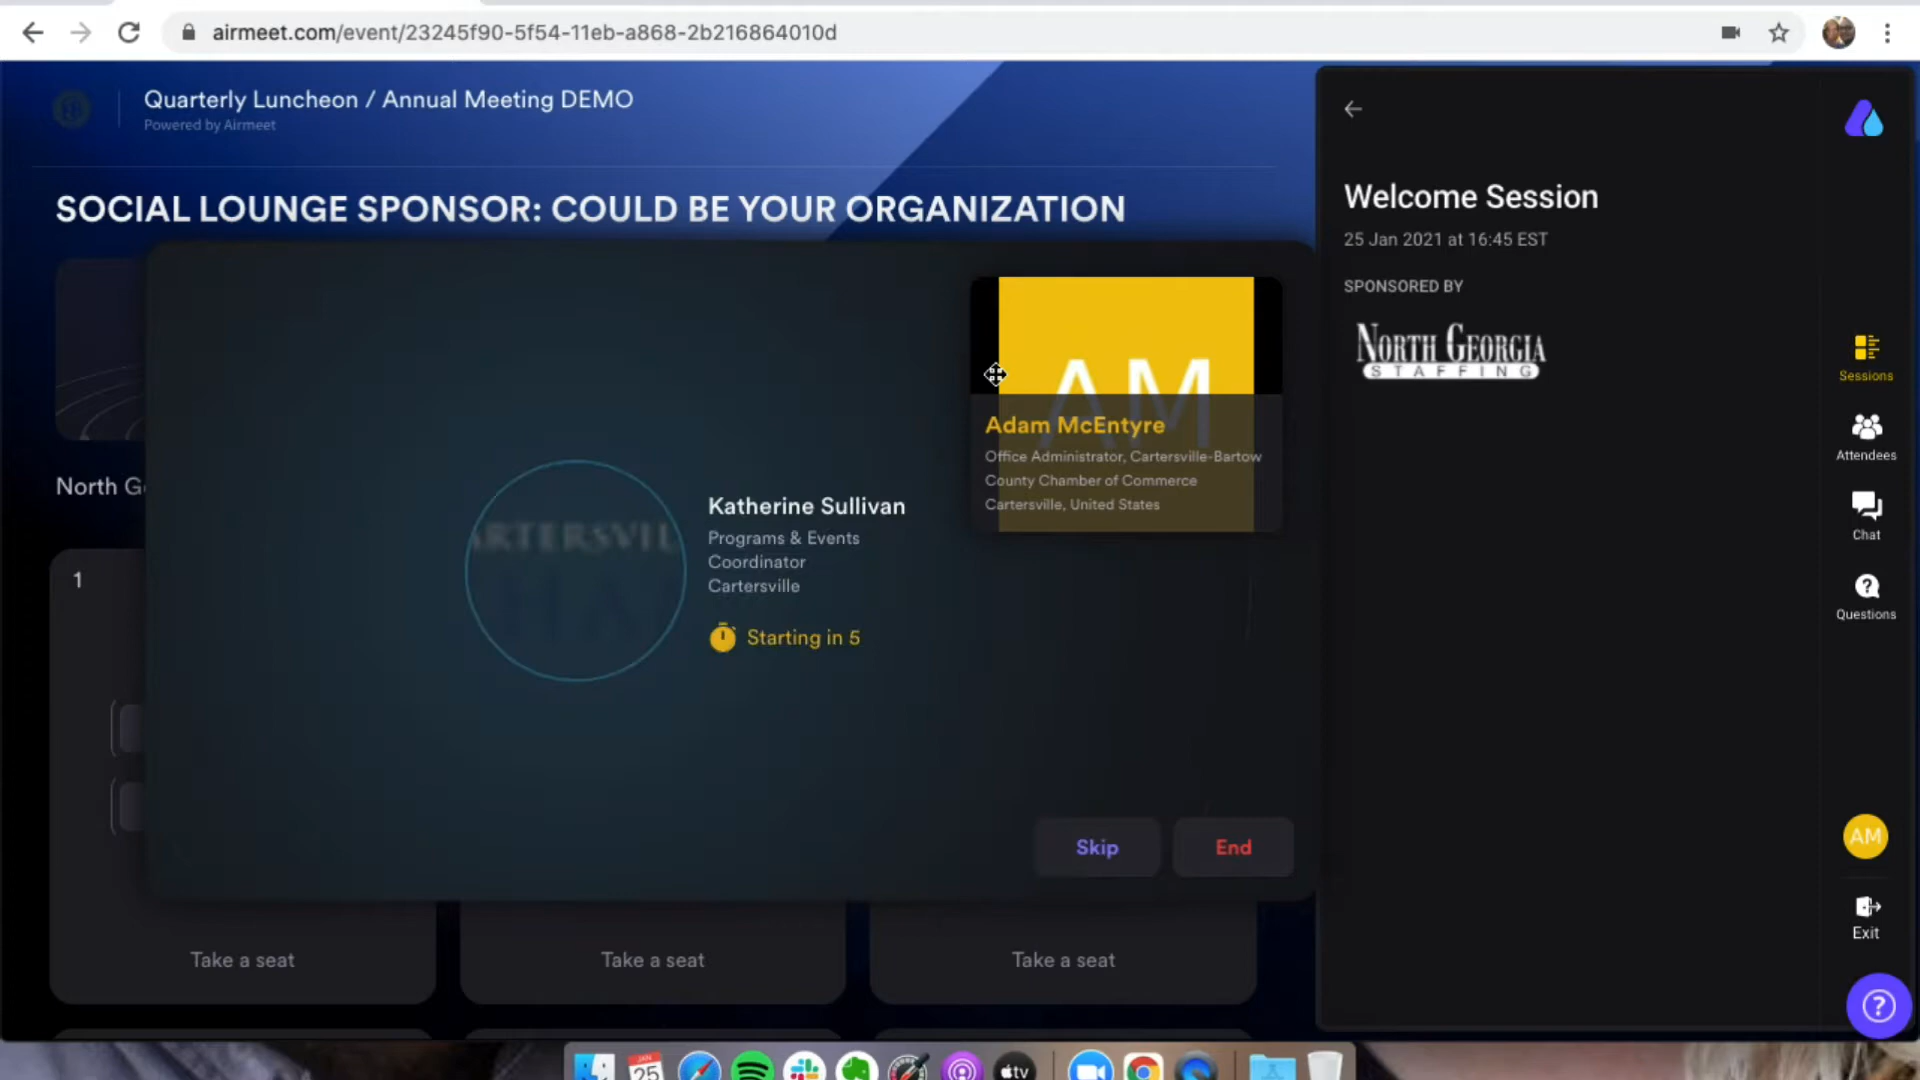 airmeet.com/event/23245f90-5f54-11eb-a868-2b216864010d
Quarterly Luncheon / Annual Meeting DEMO
Powered by Airmeet
SOCIAL LOUNGE SPONSOR: COULD BE YOUR ORGANIZATION
North G
1
AM
Adam McEntyre
Office Administrator, Cartersville-Bartow
County Chamber of Commerce
Cartersville, United States
Katherine Sullivan
Programs & Events
Coordinator
Cartersville
Starting in 5
Skip
End
Take a seat
Take a seat
Take a seat
Welcome Session
25 Jan 2021 at 16:45 EST
SPONSORED BY
NORTH GEORGIA
STAFFING
Sessions
Attendees
Chat
Questions
AM
Exit
?
JAN
25
tv